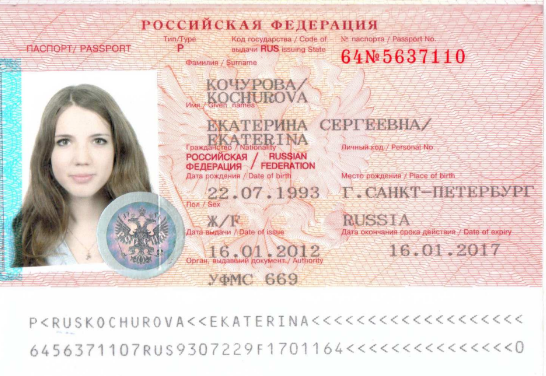 РОССИЙСКАЯ ФЕДЕРАЦИЯ
ПАСПОРТ/ PASSPORT
Тип/Type Код государства / Code of № паспорта / Passport No.
P выдачи RUS issuing State 64№5637110
Фамилия / Surname
КОЧУРОВА/
KOCHUROVA
Имя / Given names
ЕКАТЕРИНА СЕРГЕЕВНА/
EKATERINA
Гражданство / Nationality Личный код / Personal No
РОССИЙСКАЯ / RUSSIAN
ФЕДЕРАЦИЯ / FEDERATION
Дата рождения / Date of birth Место рождения / Place of birth
22.07.1993 Г.САНКТ-ПЕТЕРБУРГ
Пол / Sex
Ж/F RUSSIA
Дата выдачи / Date of issue Дата окончания срока действия / Date of expiry
16.01.2012 16.01.2017
Орган, выдавший документ / Authority
УФМС 669
P<RUSKOCHUROVA<<EKATERINA<<<<<<<<<<<<<<<<<<<
6456371107RUS9307229F1701164<<<<<<<<<<<<<<<0